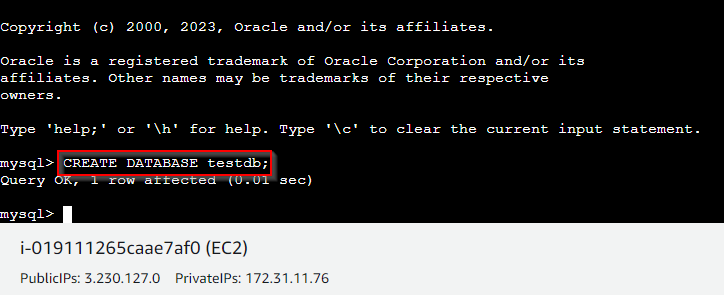 Copyright (c) 2000, 2023, Oracle and/or its affiliates.
Oracle is a registered trademark of Oracle Corporation and/or its
affiliates. Other names may be trademarks of their respective
owners.
Type 'help;' or '\h' for help. Type '\c' to clear the current input statement.
mysql> CREATE DATABASE testdb;
Query OK, 1 row affected (0.01 sec)
mysql>
i-019111265caae7af0 (EC2)
PublicIPs: 3.230.127.0 PrivateIPs: 172.31.11.76